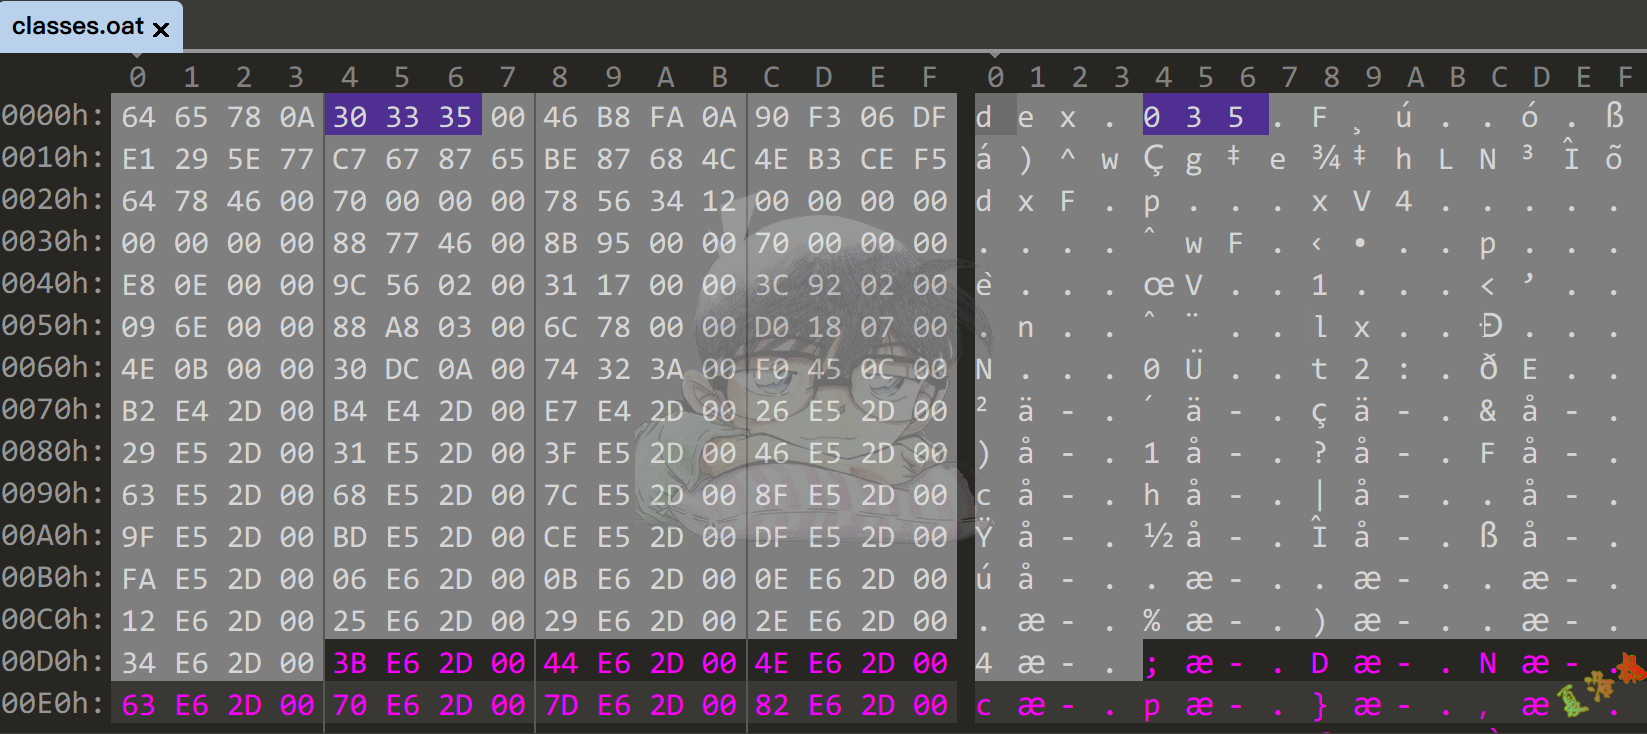 classes.oat x
0 1 2 3 4 5 6 7 8 9 A B C D E F 0 1 2 3 4 5 6 7 8 9 A B C D E F
0000h: 64 65 78 0A 30 33 35 00 46 B8 FA 0A 90 F3 06 DF d e x . 0 3 5 . F ¸ ú . . ó . ß
0010h: E1 29 5E 77 C7 67 87 65 BE 87 68 4C 4E B3 CE F5 á ) ^ w Ç g ‡ e ¾ ‡ h L N ³ Î õ
0020h: 64 78 46 00 70 00 00 00 78 56 34 12 00 00 00 00 d x F . p . . . x V 4 . . . . .
0030h: 00 00 00 00 88 77 46 00 8B 95 00 00 70 00 00 00 . . . . ˆ w F . ‹ • . . p . . .
0040h: E8 0E 00 00 9C 56 02 00 31 17 00 00 3C 92 02 00 è . . . œ V . . 1 . . . < ’ . .
0050h: 09 6E 00 00 88 A8 03 00 6C 78 00 00 D0 18 07 00 . n . . ˆ ¨ . . l x . . Ð . . .
0060h: 4E 0B 00 00 30 DC 0A 00 74 32 3A 00 F0 45 0C 00 N . . . 0 Ü . . t 2 : . ð E . .
0070h: B2 E4 2D 00 B4 E4 2D 00 E7 E4 2D 00 26 E5 2D 00 ² ä - . ´ ä - . ç ä - . & å - .
0080h: 29 E5 2D 00 31 E5 2D 00 3F E5 2D 00 46 E5 2D 00 ) å - . 1 å - . ? å - . F å - .
0090h: 63 E5 2D 00 68 E5 2D 00 7C E5 2D 00 8F E5 2D 00 c å - . h å - . | å - . . å - .
00A0h: 9F E5 2D 00 BD E5 2D 00 CE E5 2D 00 DF E5 2D 00 Ÿ å - . ½ å - . Î å - . ß å - .
00B0h: FA E5 2D 00 06 E6 2D 00 0B E6 2D 00 0E E6 2D 00 ú å - . . æ - . . æ - . . æ - .
00C0h: 12 E6 2D 00 25 E6 2D 00 29 E6 2D 00 2E E6 2D 00 . æ - . % æ - . ) æ - . . æ - .
00D0h: 34 E6 2D 00 3B E6 2D 00 44 E6 2D 00 4E E6 2D 00 4 æ - . ; æ - . D æ - . N æ - .
00E0h: 63 E6 2D 00 70 E6 2D 00 7D E6 2D 00 82 E6 2D 00 c æ - . p æ - . } æ - . ‚ æ - .